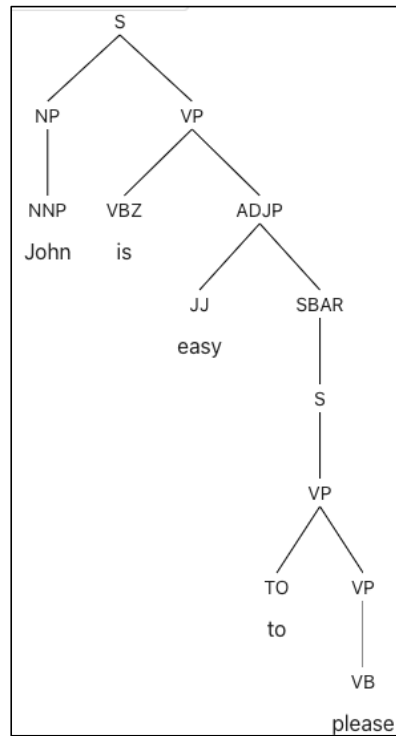 S
NP VP
NNP VBZ ADJP
John is
JJ SBAR
easy
S
VP
TO VP
to
VB
please